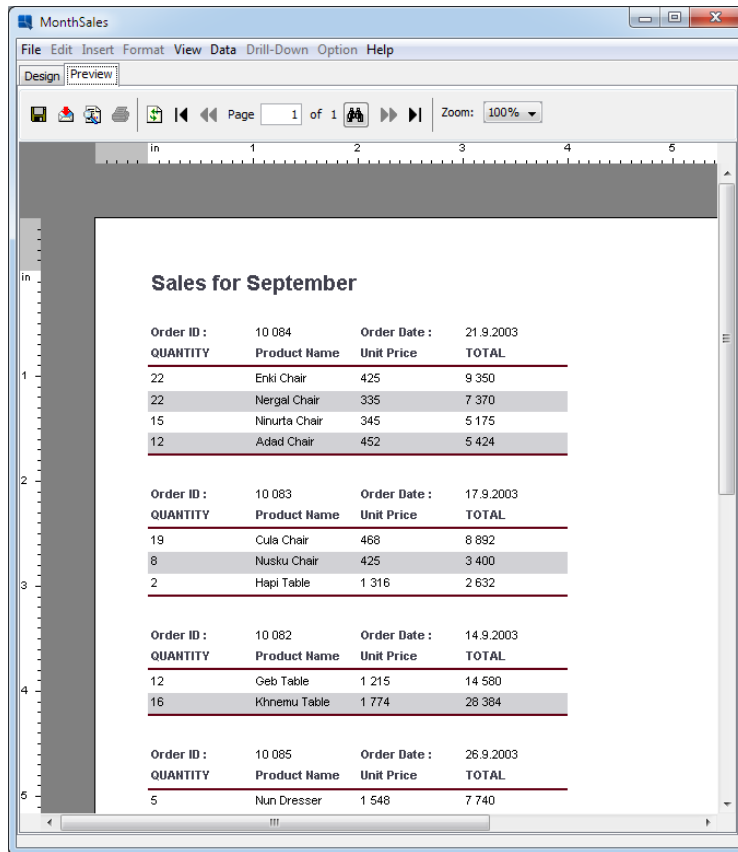 MonthSales
File Edit Insert Format View Data Drill-Down Option Help
Design Preview
Page 1 of 1 Zoom: 100%
in 1 2 3 4 5
in
Sales for September
Order ID : 10 084 Order Date : 21.9.2003
QUANTITY Product Name Unit Price TOTAL
1
22 Enki Chair 425 9 350
22 Nergal Chair 335 7 370
15 Ninurta Chair 345 5 175
12 Adad Chair 452 5 424
2
Order ID : 10 083 Order Date : 17.9.2003
QUANTITY Product Name Unit Price TOTAL
19 Cula Chair 468 8 892
8 Nusku Chair 425 3 400
3
2 Hapi Table 1 316 2 632
Order ID : 10 082 Order Date : 14.9.2003
QUANTITY Product Name Unit Price TOTAL
12 Geb Table 1 215 14 580
4
16 Khnemu Table 1 774 28 384
Order ID : 10 085 Order Date : 26.9.2003
QUANTITY Product Name Unit Price TOTAL
5
5 Nun Dresser 1 548 7 740